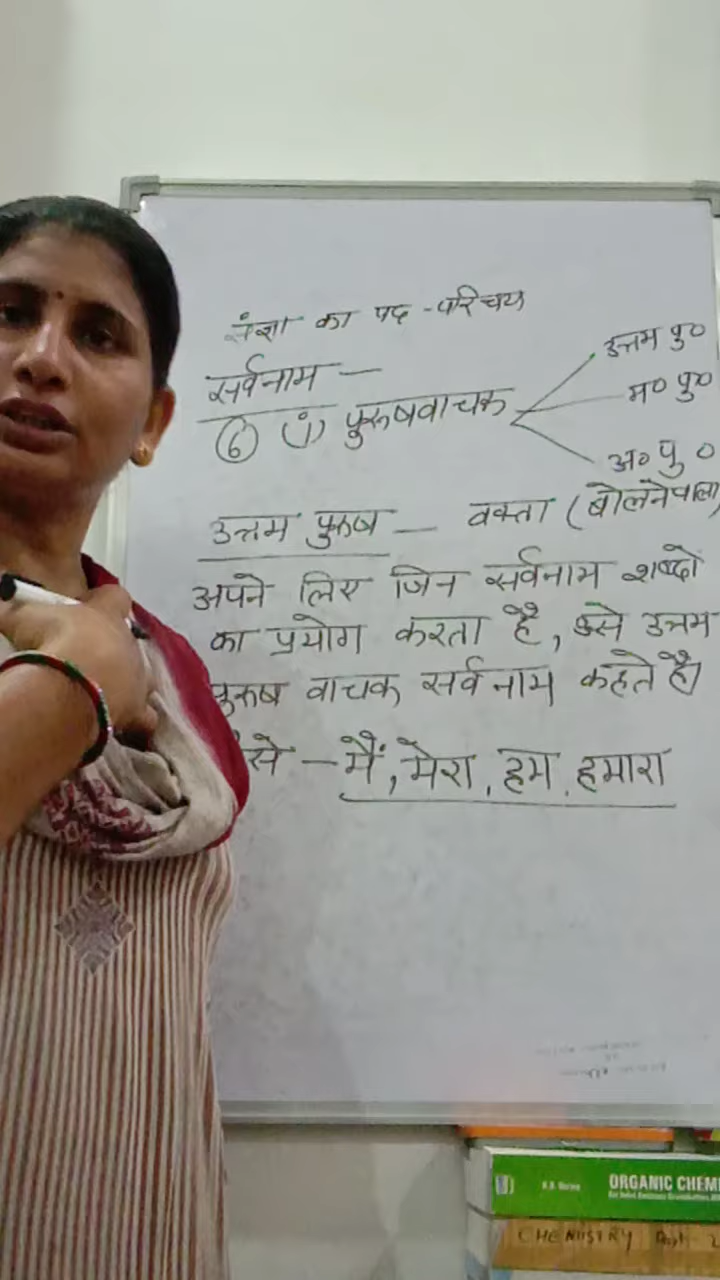 संज्ञा का पद - परिचय
सर्वनाम —
⑥ (i) पुरुषवाचक
उत्तम पु०
म० पु०
अ० पु०
उत्तम पुरुष — वक्ता (बोलनेवाला)
अपने लिए जिन सर्वनाम शब्दों
का प्रयोग करता है, उसे उत्तम
पुरुष वाचक सर्वनाम कहते है।
जैसे – मैं, मेरा, हम, हमारा
ORGANIC CHEM
CHEMISTRY Part-